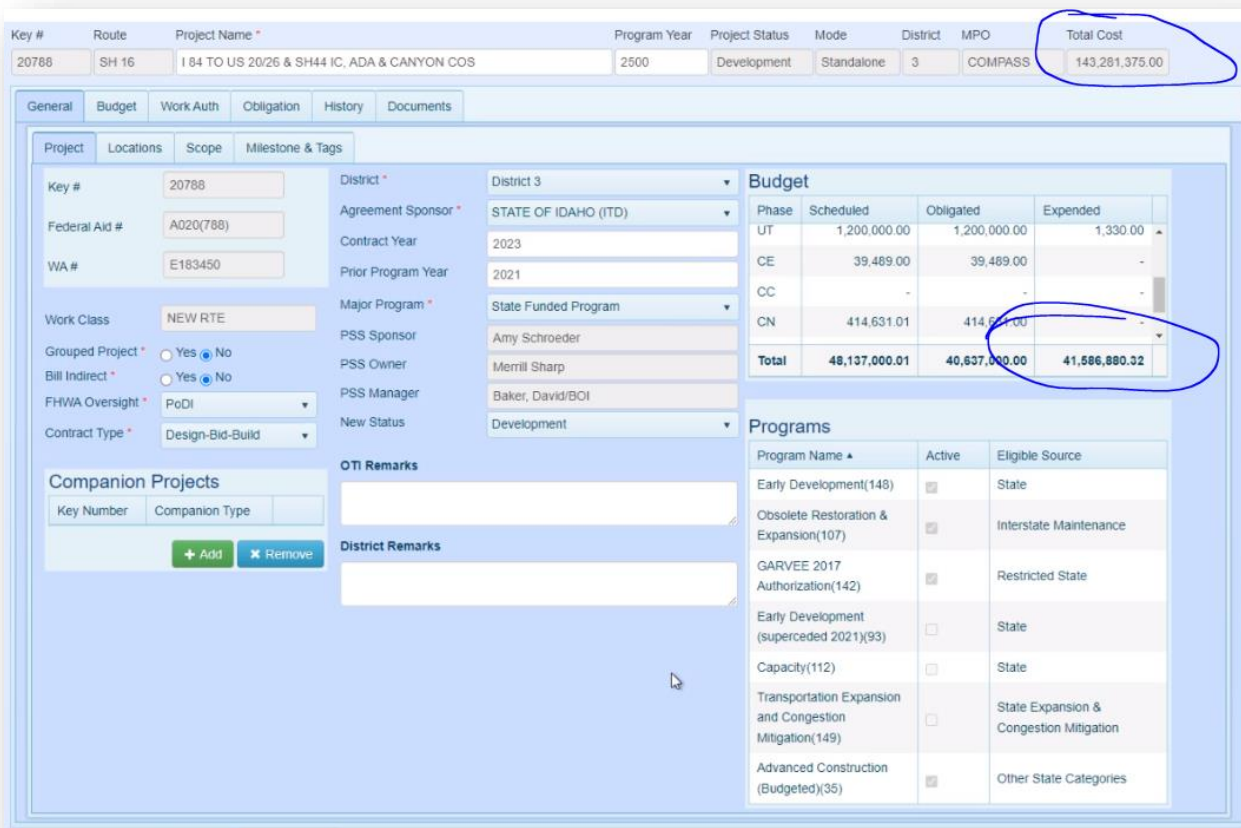 Key # Route Project Name * Program Year Project Status Mode District MPO Total Cost
20788 SH 16 I 84 TO US 20/26 & SH44 IC, ADA & CANYON COS 2500 Development Standalone 3 COMPASS 143,281,375.00
General Budget Work Auth Obligation History Documents
Project Locations Scope Milestone & Tags
Key # 20788
Federal Aid # A020(788)
WA # E183450
Work Class NEW RTE
Grouped Project * Yes No
Bill Indirect * Yes No
FHWA Oversight * PoDI
Contract Type * Design-Bid-Build
Companion Projects
Key Number Companion Type
+ Add x Remove
District * District 3
Agreement Sponsor * STATE OF IDAHO (ITD)
Contract Year 2023
Prior Program Year 2021
Major Program * State Funded Program
PSS Sponsor Amy Schroeder
PSS Owner Merrill Sharp
PSS Manager Baker, David/BOI
New Status Development
OTI Remarks
District Remarks
Budget
Phase Scheduled Obligated Expended
UT 1,200,000.00 1,200,000.00 1,330.00
CE 39,489.00 39,489.00 -
CC - - -
CN 414,631.01 414,631.00 -
Total 48,137,000.01 40,637,000.00 41,586,880.32
Programs
Program Name Active Eligible Source
Early Development(148) State
Obsolete Restoration &
Expansion(107) Interstate Maintenance
GARVEE 2017
Authorization(142) Restricted State
Early Development
(superceded 2021)(93) State
Capacity(112) State
Transportation Expansion
and Congestion
Mitigation(149) State Expansion &
Congestion Mitigation
Advanced Construction
(Budgeted)(35) Other State Categories